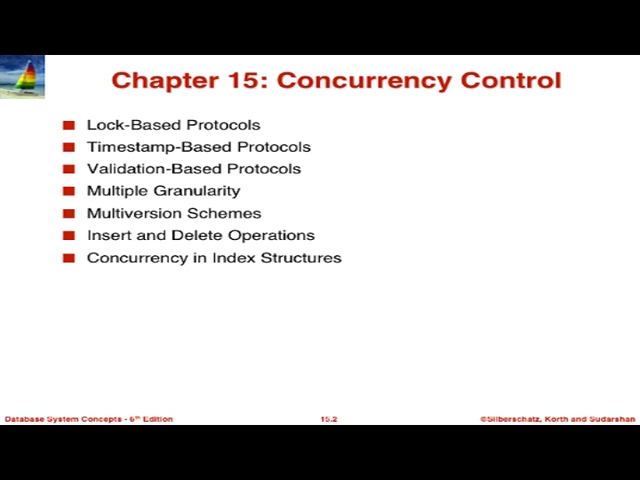 Chapter 15: Concurrency Control
Lock-Based Protocols
Timestamp-Based Protocols
Validation-Based Protocols
Multiple Granularity
Multiversion Schemes
Insert and Delete Operations
Concurrency in Index Structures
Database System Concepts - 6th Edition
15.2
©Silberschatz, Korth and Sudarshan